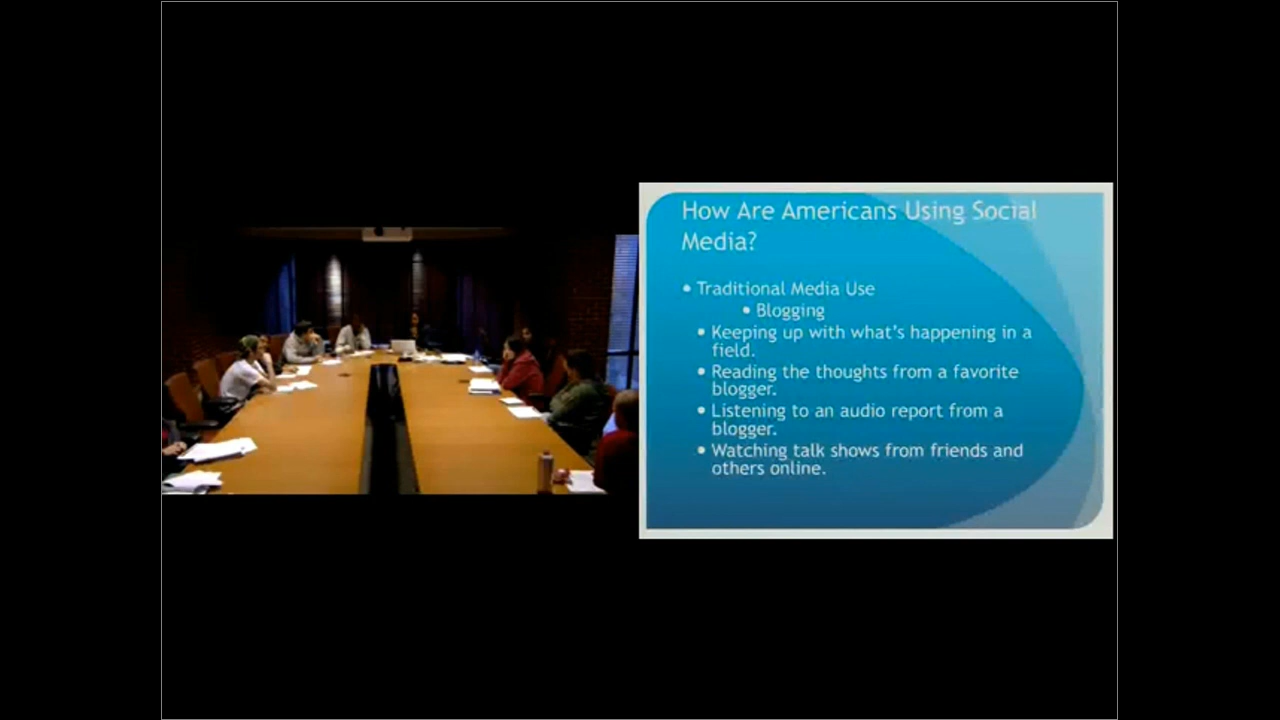 How Are Americans Using Social
Media?
• Traditional Media Use
• Blogging
• Keeping up with what's happening in a
field.
• Reading the thoughts from a favorite
blogger.
• Listening to an audio report from a
blogger.
• Watching talk shows from friends and
others online.